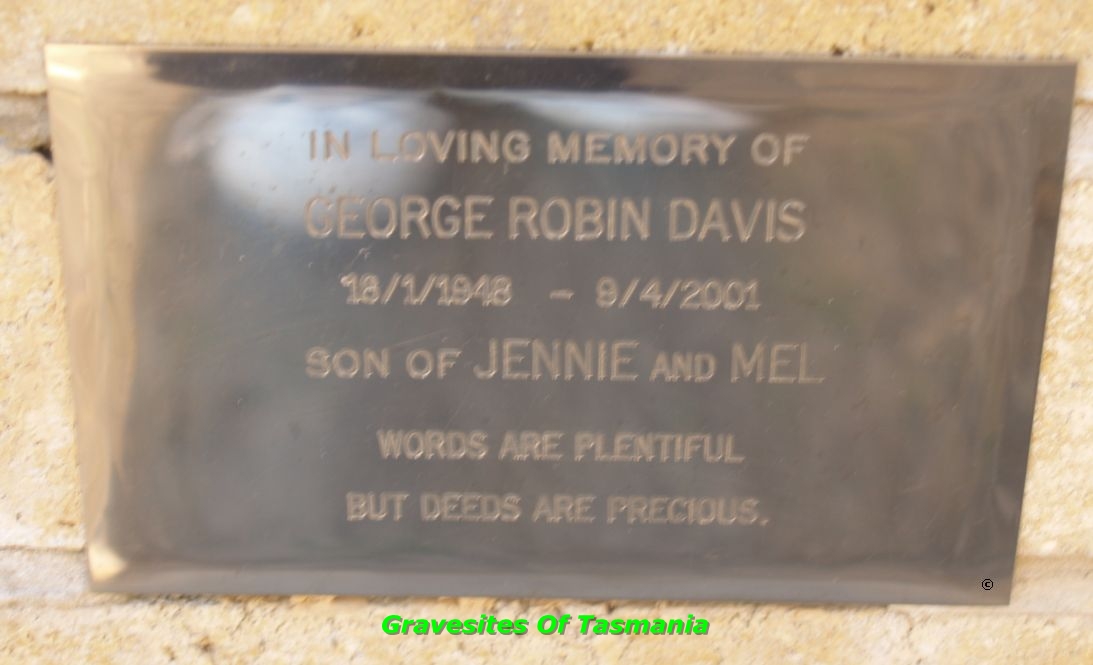 IN LOVING MEMORY OF
GEORGE ROBIN DAVIS
18/1/1948 - 9/4/2001
SON OF JENNIE AND MEL
WORDS ARE PLENTIFUL
BUT DEEDS ARE PRECIOUS.
©
Gravesites Of Tasmania